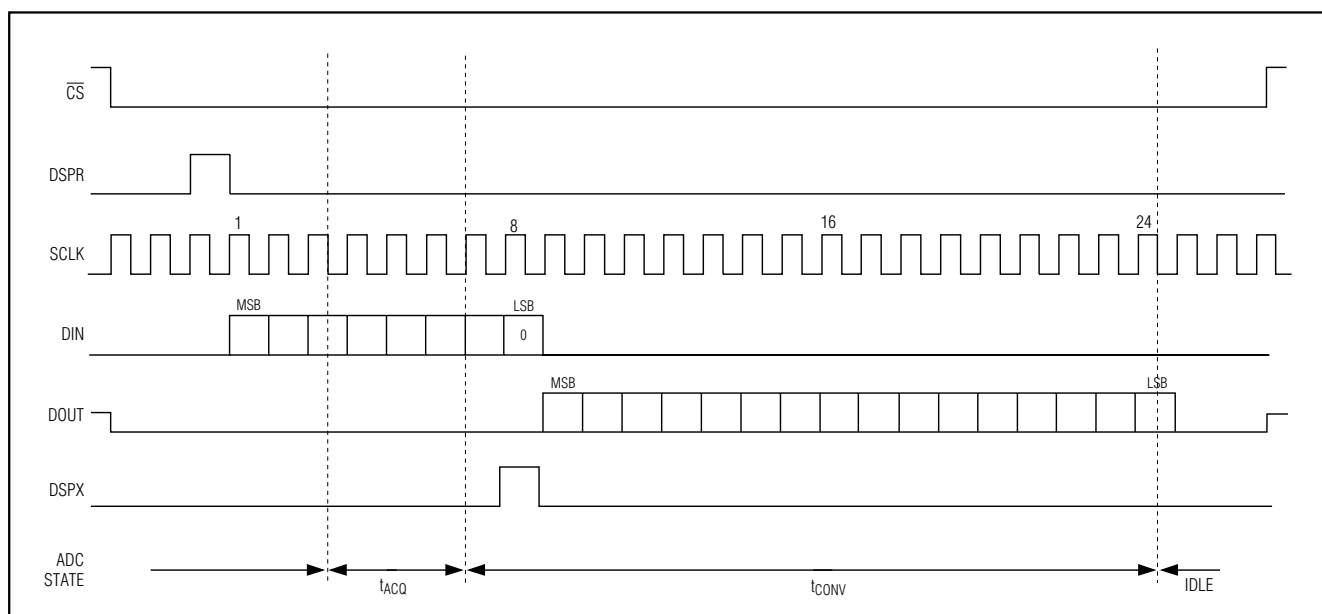 CS
DSPR
1 8 16 24
SCLK
MSB LSB
DIN 0
MSB LSB
DOUT
DSPX
ADC
STATE
tACQ tCONV IDLE